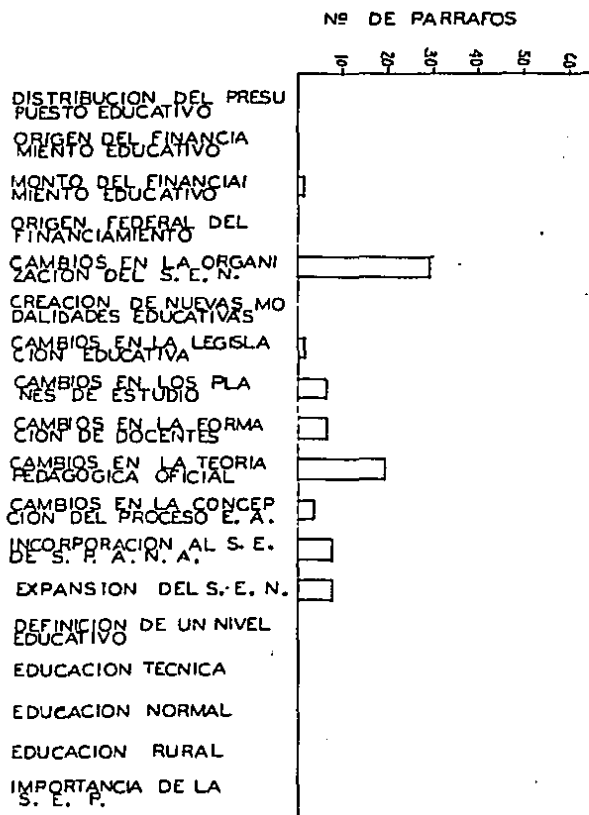 Nº DE PARRAFOS
10 20 30 40 50 60
DISTRIBUCION DEL PRESU
PUESTO EDUCATIVO
ORIGEN DEL FINANCIA
MIENTO EDUCATIVO
MONTO DEL FINANCIAI
MIENTO EDUCATIVO
ORIGEN FEDERAL DEL
FINANCIAMIENTO
CAMBIOS EN LA ORGANI
ZACION DEL S.E.N.
CREACION DE NUEVAS MO
DALIDADES EDUCATIVAS
CAMBIOS EN LA LEGISLA
CION EDUCATIVA
CAMBIOS EN LOS PLA
NES DE ESTUDIO
CAMBIOS EN LA FORMA
CION DE DOCENTES
CAMBIOS EN LA TEORIA
PEDAGOGICA OFICIAL
CAMBIOS EN LA CONCEP
CION DEL PROCESO E. A.
INCORPORACION AL S. E.
DE S. P. A. N. A.
EXPANSION DEL S.E.N.
DEFINICION DE UN NIVEL
EDUCATIVO
EDUCACION TECNICA
EDUCACION NORMAL
EDUCACION RURAL
IMPORTANCIA DE LA
S. E. P.